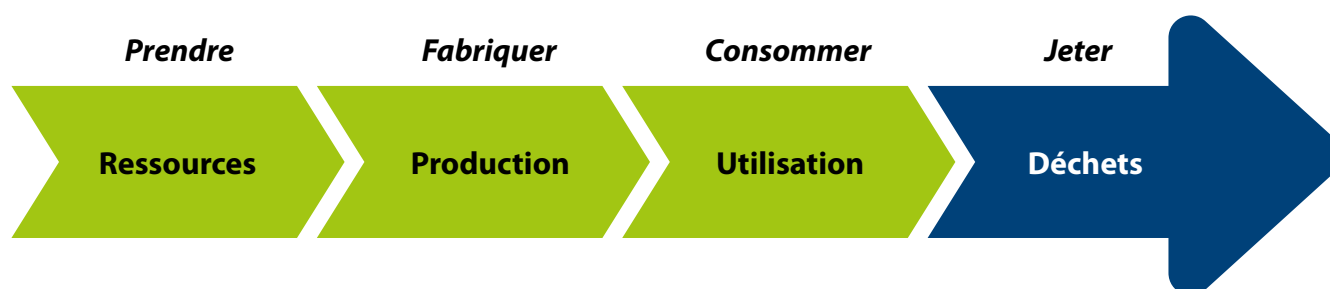 Prendre Fabriquer Consommer Jeter
Ressources Production Utilisation Déchets